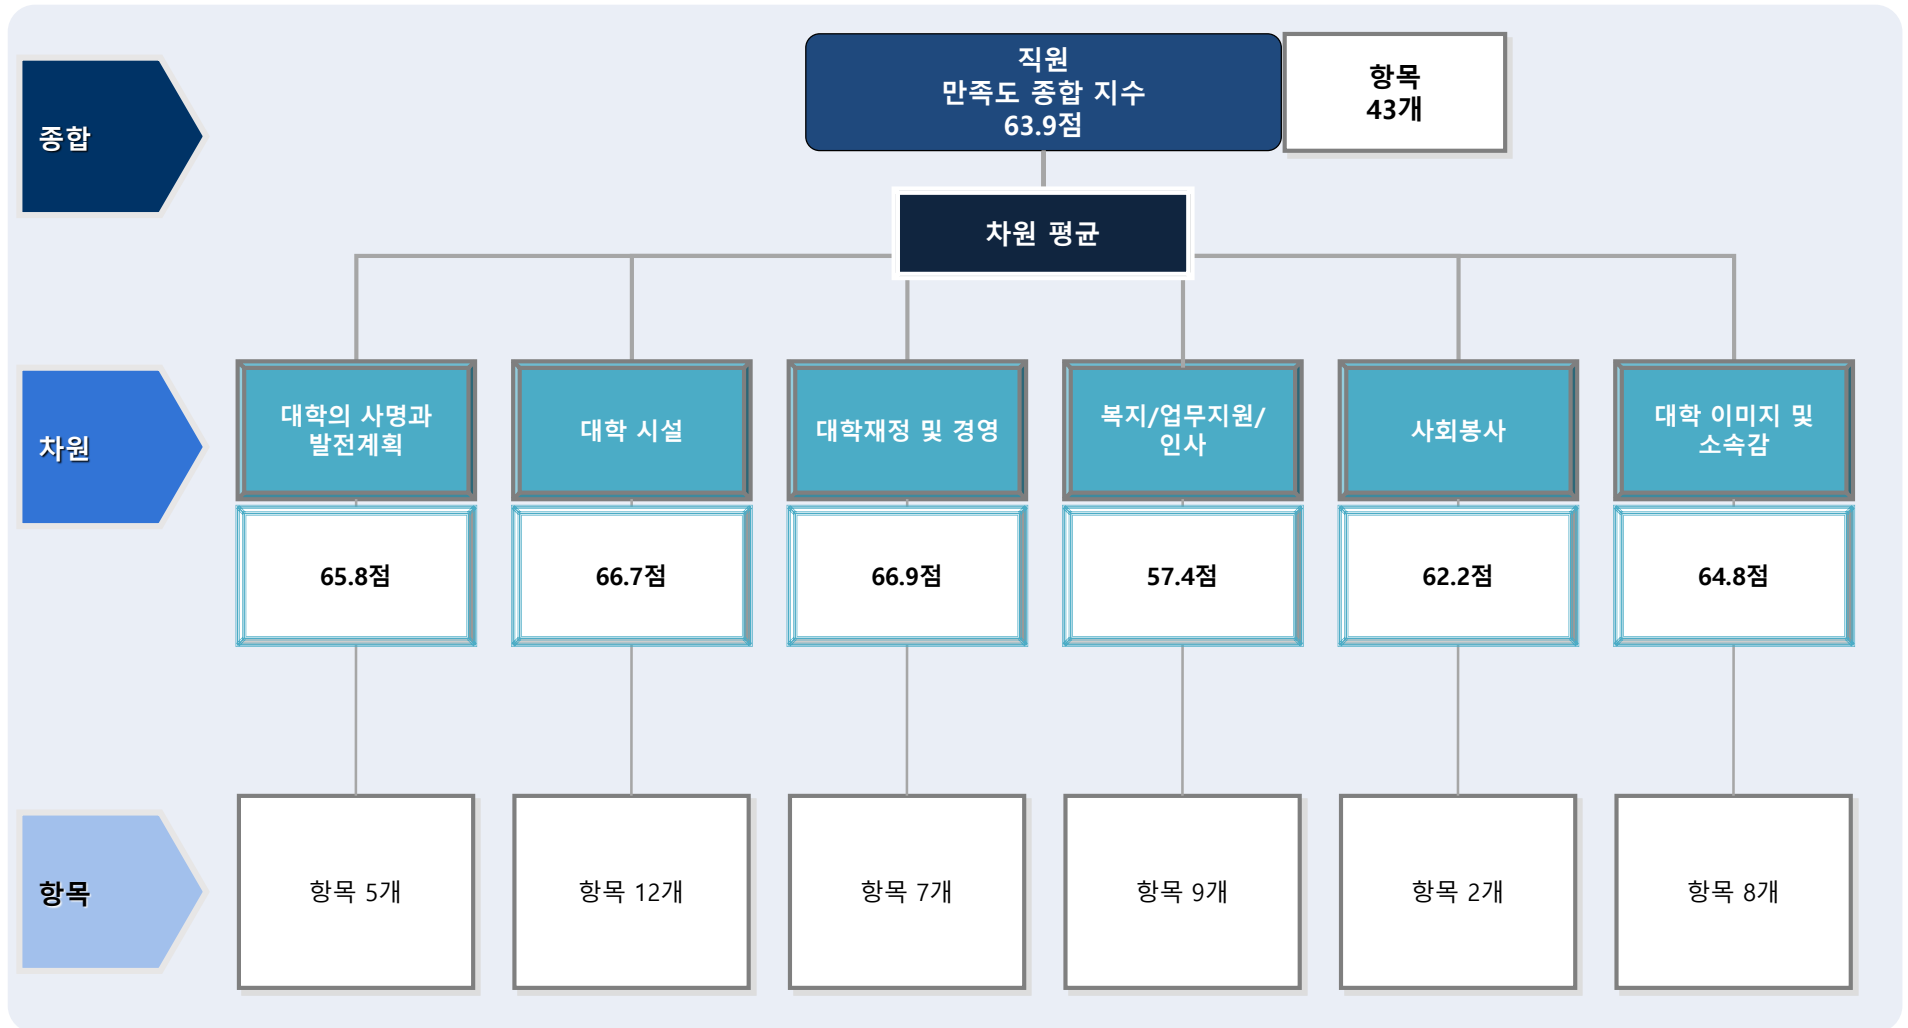 직원
만족도 종합 지수
63.9점
항목
43개
종합
차원 평균
차원
대학의 사명과
발전계획
대학 시설
대학재정 및 경영
복지/업무지원/
인사
사회봉사
대학 이미지 및
소속감
65.8점
66.7점
66.9점
57.4점
62.2점
64.8점
항목
항목 5개
항목 12개
항목 7개
항목 9개
항목 2개
항목 8개